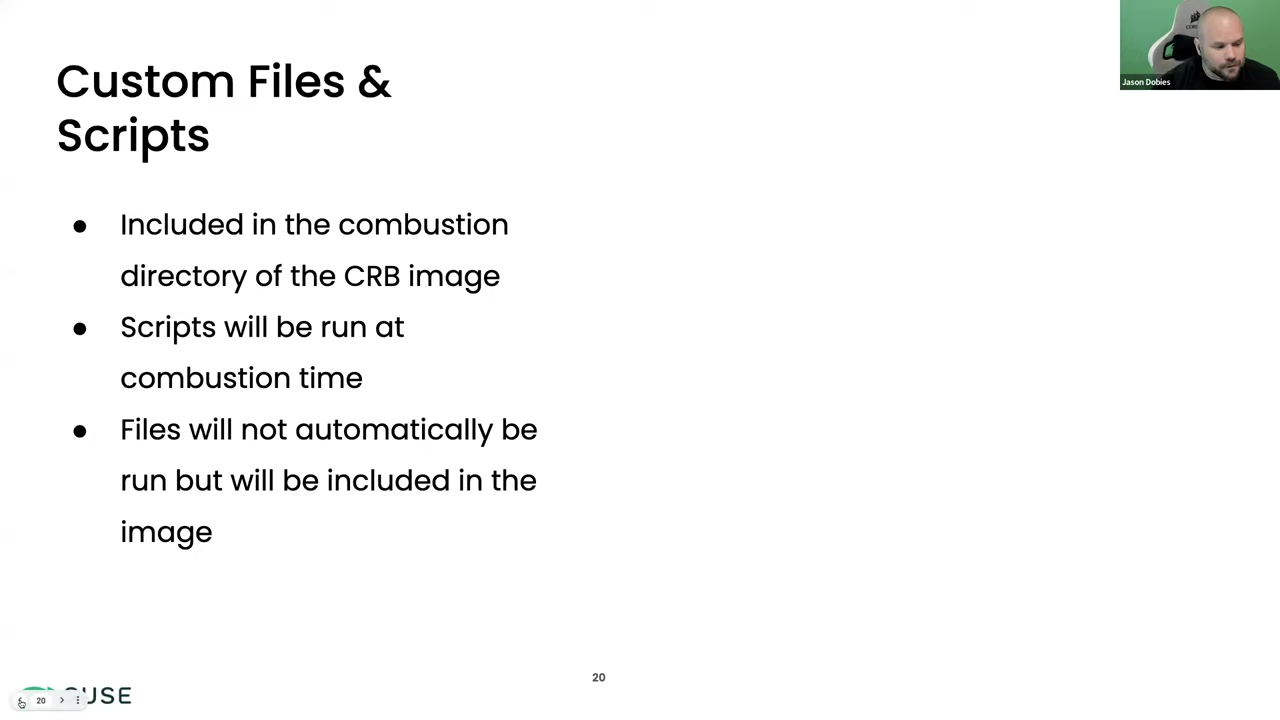 Custom Files &
Scripts
● Included in the combustion
directory of the CRB image
● Scripts will be run at
combustion time
● Files will not automatically be
run but will be included in the
image
Jason Dobies
20
20
SUSE